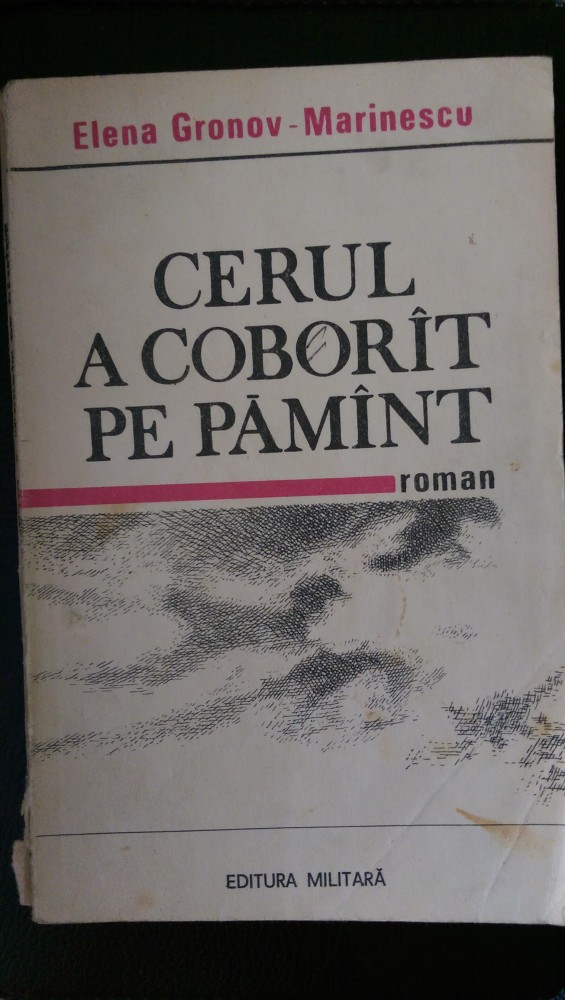 Elena Gronov-Marinescu
CERUL
A COBORÎT
PE PĂMÎNT
roman
EDITURA MILITARĂ